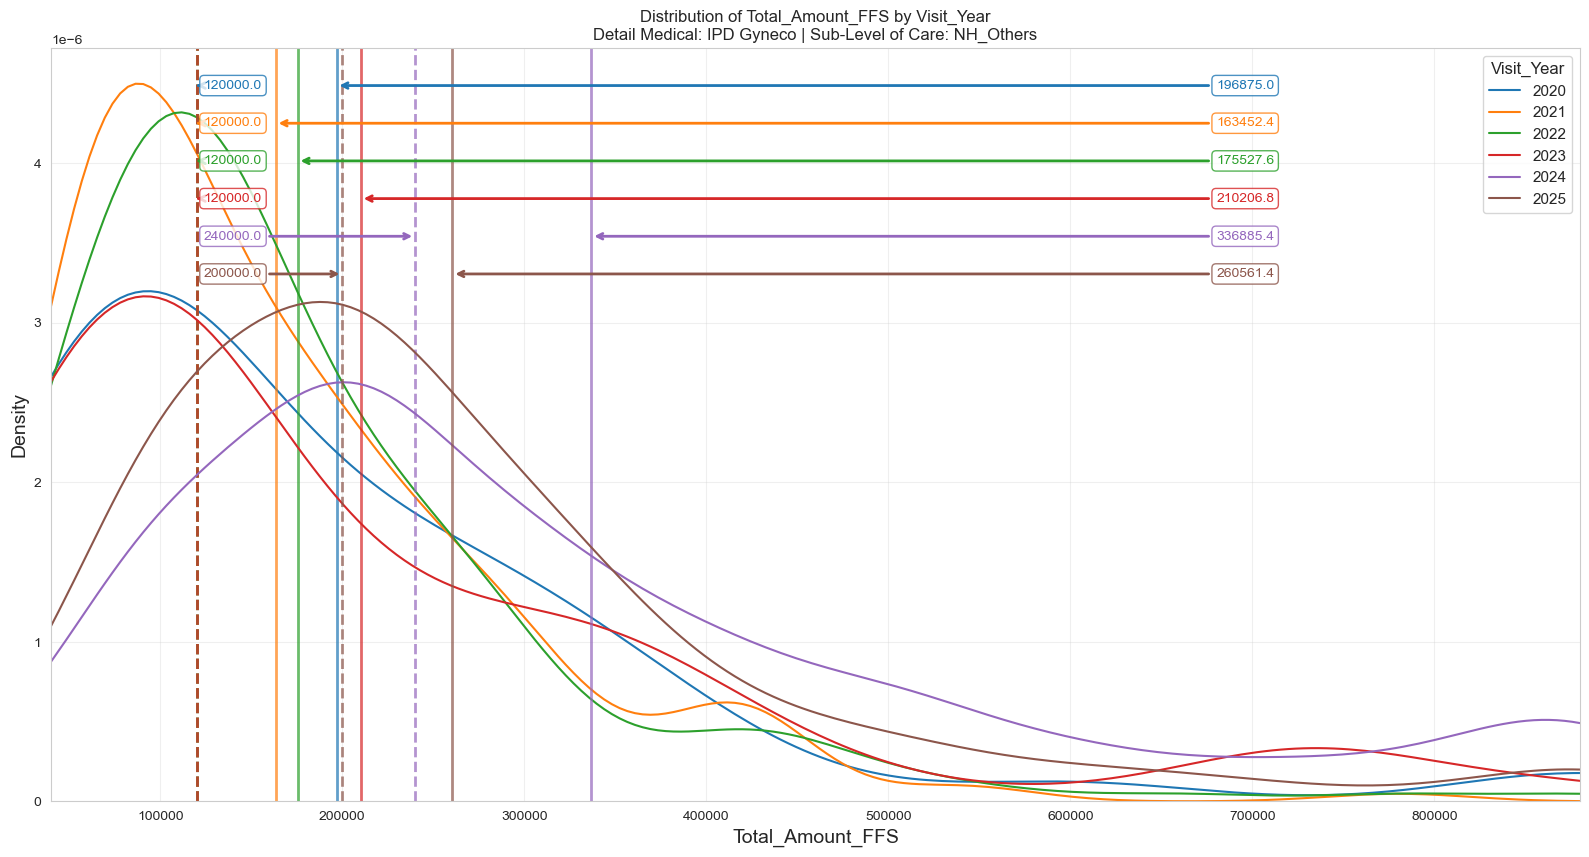 Distribution of Total_Amount_FFS by Visit_Year
Detail Medical: IPD Gyneco | Sub-Level of Care: NH_Others
1e−6
Visit_Year
2020
2021
2022
2023
2024
2025
120000.0 196875.0
120000.0 163452.4
120000.0 175527.6
120000.0 210206.8
240000.0 336885.4
200000.0 260561.4
4
3
2
1
0
Density
100000 200000 300000 400000 500000 600000 700000 800000
Total_Amount_FFS